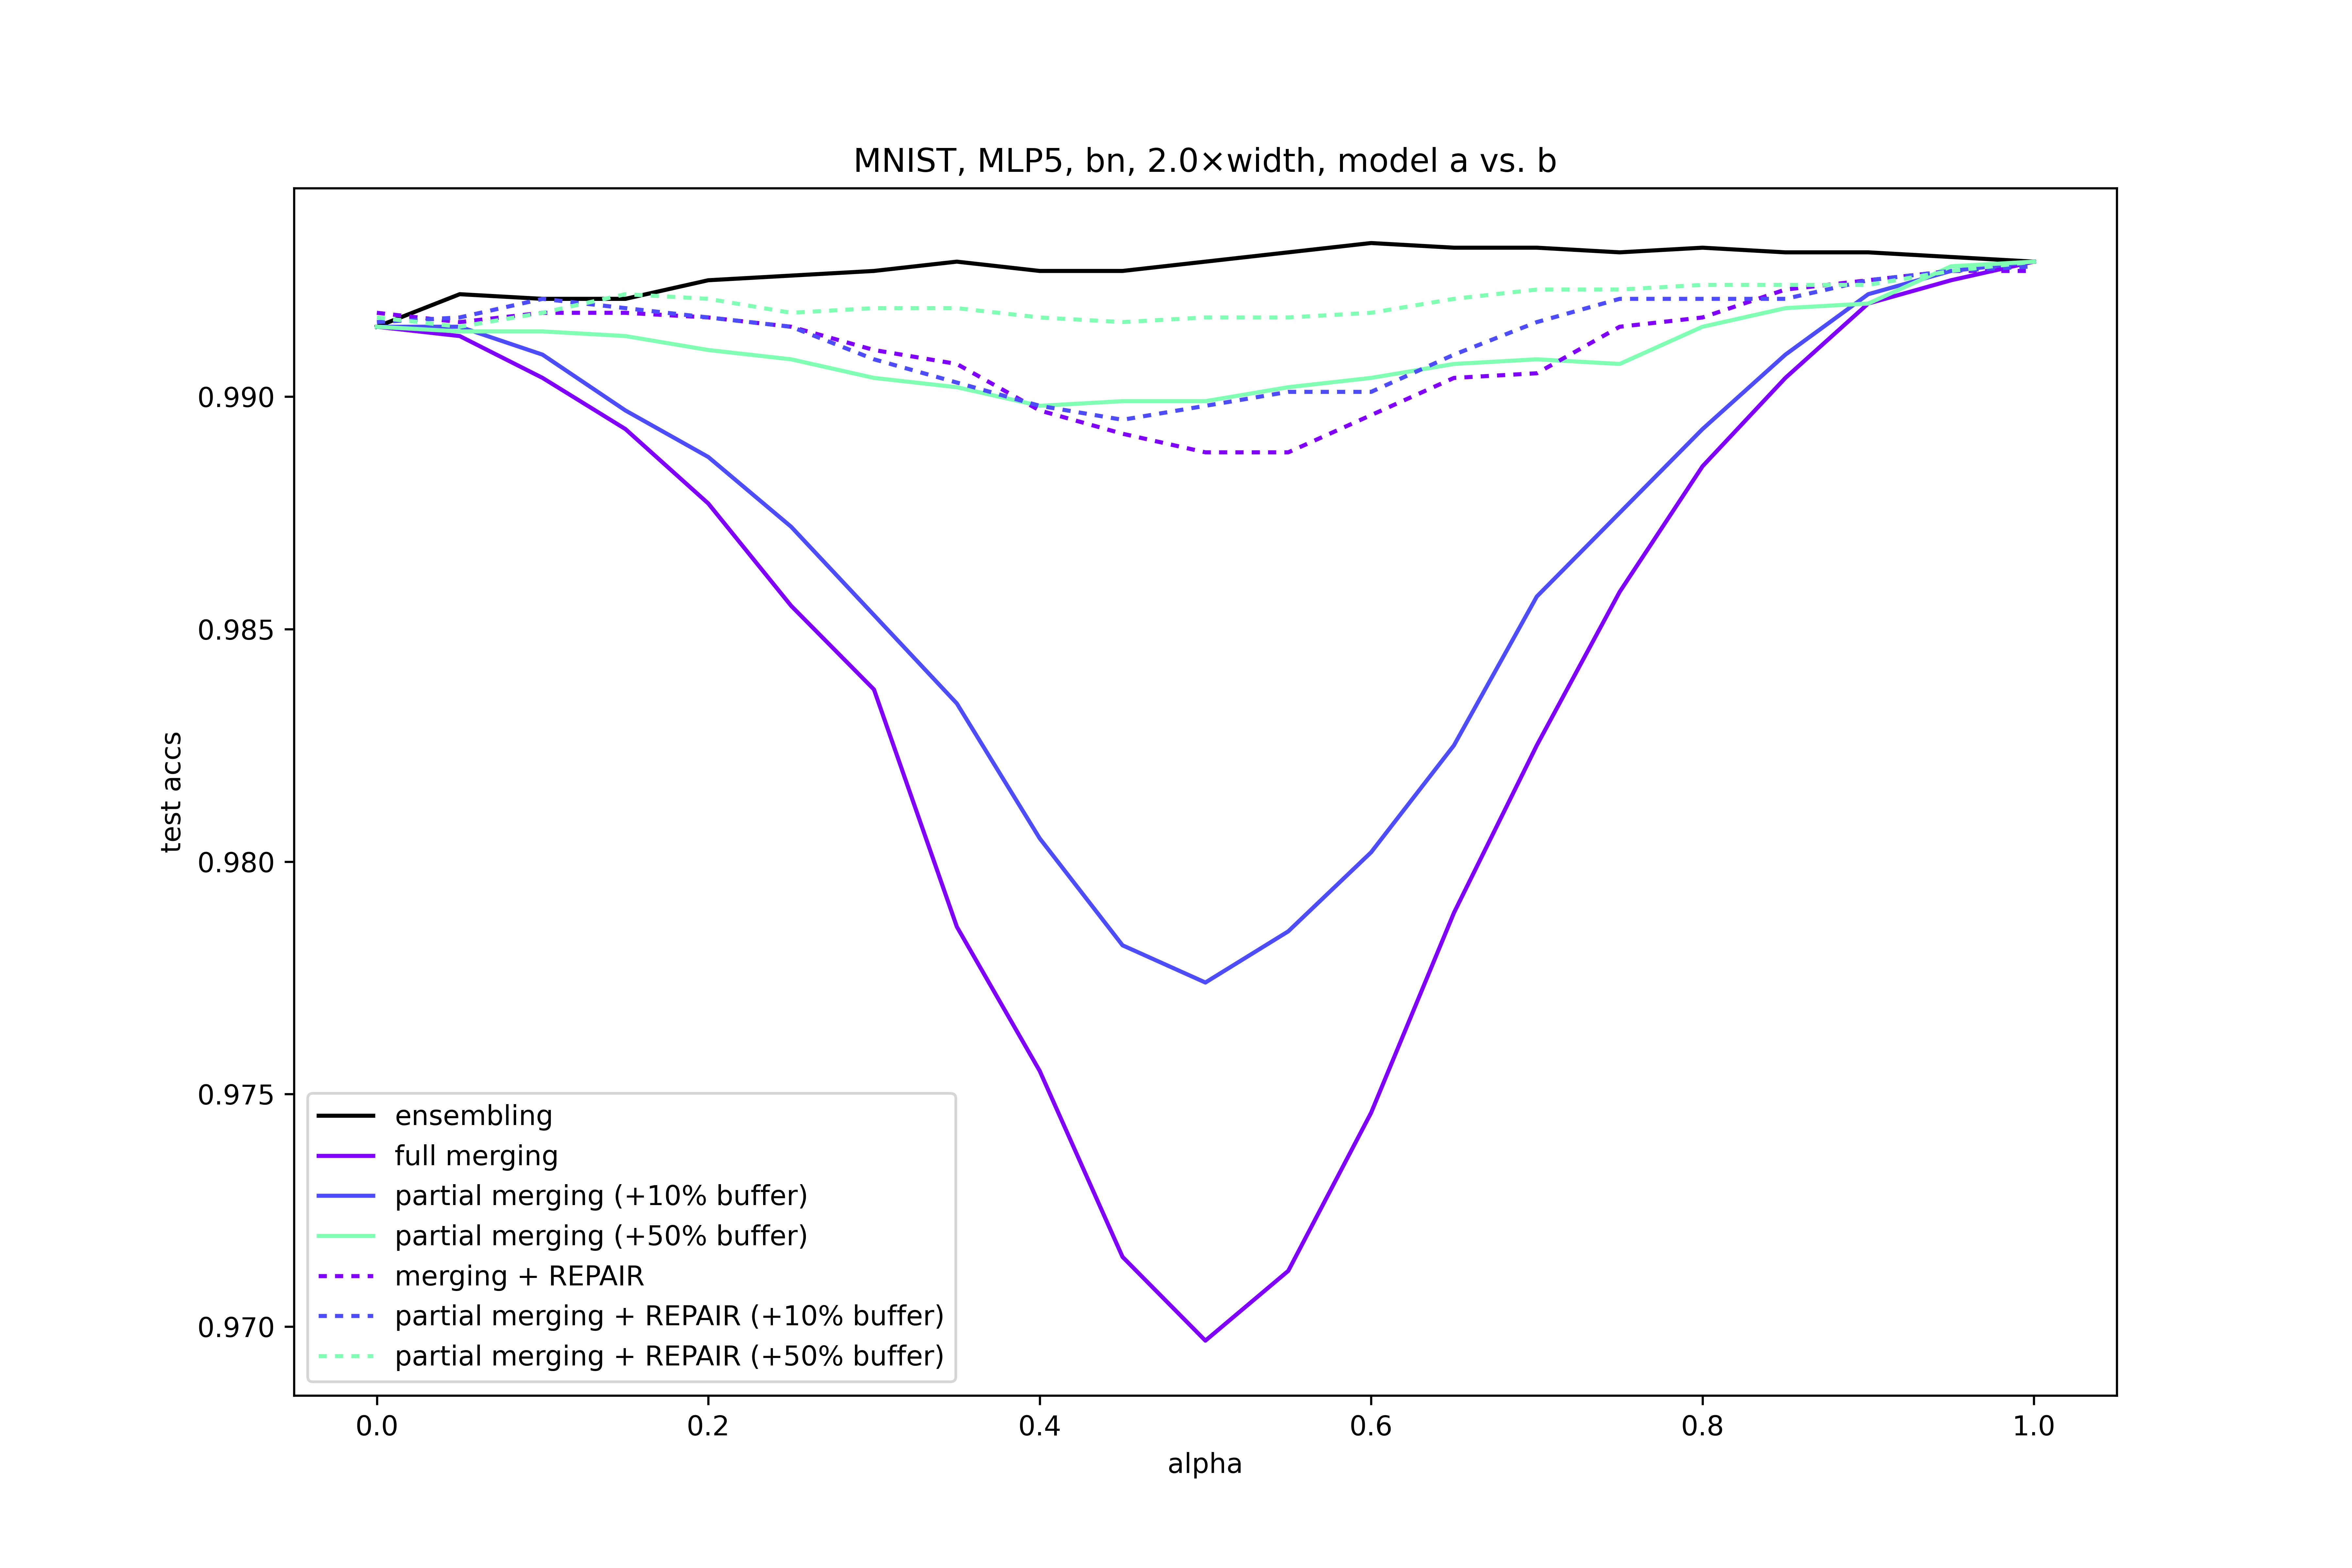 MNIST, MLP5, bn, 2.0×width, model a vs. b
test accs
0.990
0.985
0.980
0.975
0.970
ensembling
full merging
partial merging (+10% buffer)
partial merging (+50% buffer)
merging + REPAIR
partial merging + REPAIR (+10% buffer)
partial merging + REPAIR (+50% buffer)
0.0 0.2 0.4 0.6 0.8 1.0
alpha